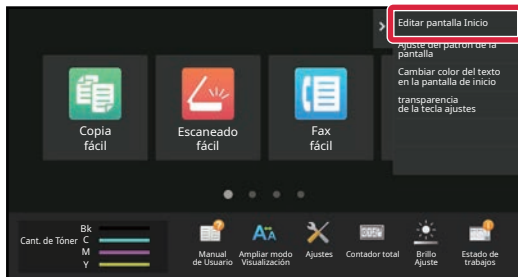 Editar pantalla Inicio
Ajuste del patrón de la
pantalla
Cambiar color del texto
en la pantalla de inicio
transparencia
de la tecla ajustes
Copia
fácil
Escaneado
fácil
Fax
fácil
Cant. de Tóner
Bk
C
M
Y
Manual
de Usuario
Ampliar modo
Visualización
Ajustes
Contador total
Brillo
Ajuste
Estado de
trabajos